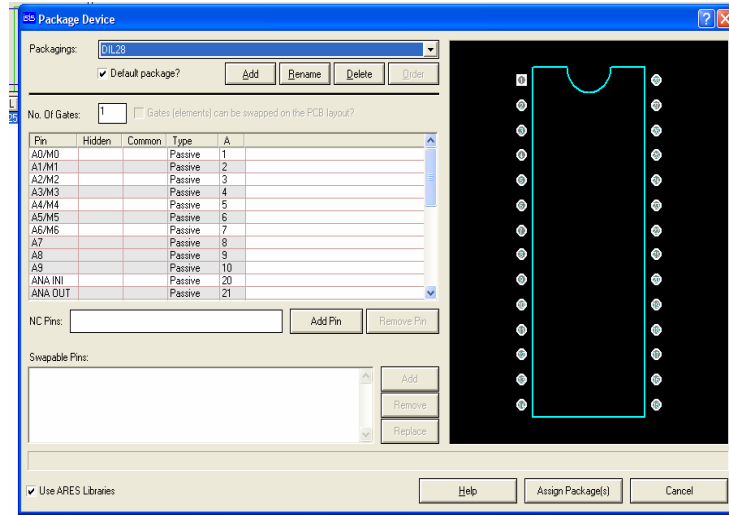 ISIS Package Device
Packagings: DIL28
Default package? Add Rename Delete Order
No. Of Gates: 1 Gates (elements) can be swapped on the PCB layout?
Pin Hidden Common Type A
A0/M0 Passive 1
A1/M1 Passive 2
A2/M2 Passive 3
A3/M3 Passive 4
A4/M4 Passive 5
A5/M5 Passive 6
A6/M6 Passive 7
A7 Passive 8
A8 Passive 9
A9 Passive 10
ANA INI Passive 20
ANA OUT Passive 21
NC Pins: Add Pin Remove Pin
Swapable Pins:
Add
Remove
Replace
Use ARES Libraries Help Assign Package(s) Cancel